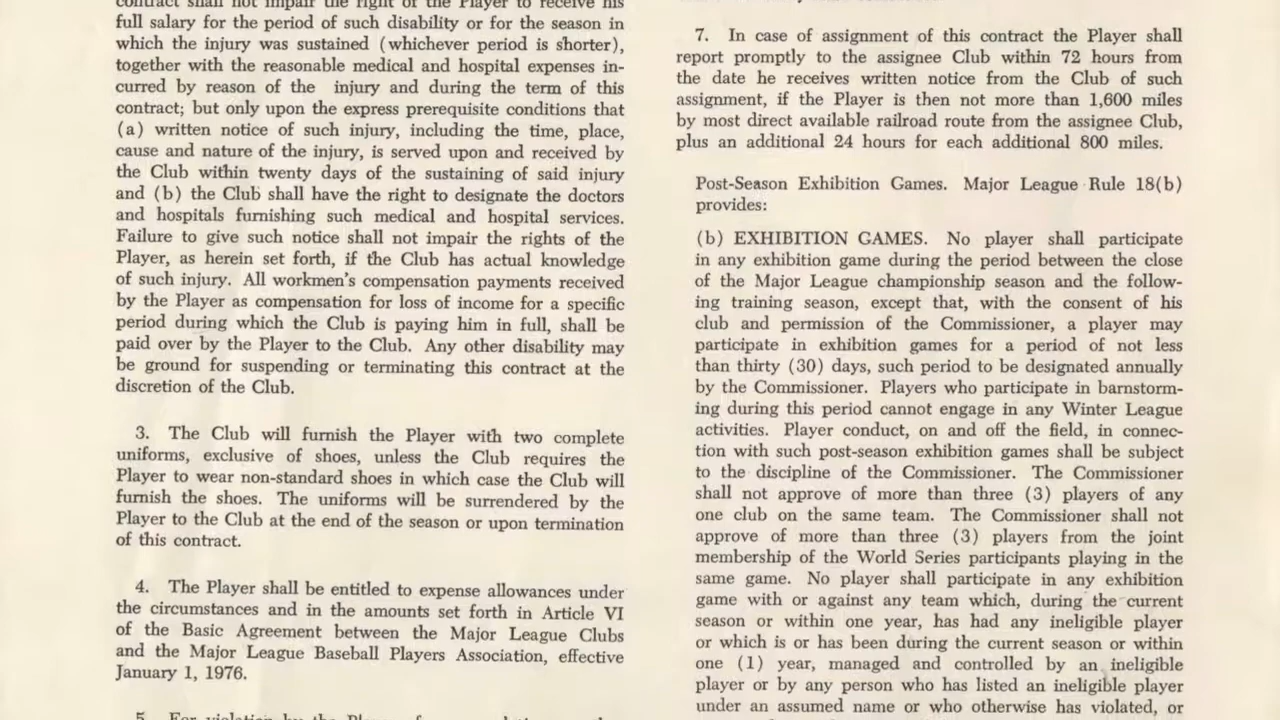 contract shall not impair the right of the Player to receive his
full salary for the period of such disability or for the season in
which the injury was sustained (whichever period is shorter),
together with the reasonable medical and hospital expenses in-
curred by reason of the injury and during the term of this
contract; but only upon the express prerequisite conditions that
(a) written notice of such injury, including the time, place,
cause and nature of the injury, is served upon and received by
the Club within twenty days of the sustaining of said injury
and (b) the Club shall have the right to designate the doctors
and hospitals furnishing such medical and hospital services.
Failure to give such notice shall not impair the rights of the
Player, as herein set forth, if the Club has actual knowledge
of such injury. All workmen's compensation payments received
by the Player as compensation for loss of income for a specific
period during which the Club is paying him in full, shall be
paid over by the Player to the Club. Any other disability may
be ground for suspending or terminating this contract at the
discretion of the Club.
3. The Club will furnish the Player with two complete
uniforms, exclusive of shoes, unless the Club requires the
Player to wear non-standard shoes in which case the Club will
furnish the shoes. The uniforms will be surrendered by the
Player to the Club at the end of the season or upon termination
of this contract.
4. The Player shall be entitled to expense allowances under
the circumstances and in the amounts set forth in Article VI
of the Basic Agreement between the Major League Clubs
and the Major League Baseball Players Association, effective
January 1, 1976.
5. For violation by the Player of
7. In case of assignment of this contract the Player shall
report promptly to the assignee Club within 72 hours from
the date he receives written notice from the Club of such
assignment, if the Player is then not more than 1,600 miles
by most direct available railroad route from the assignee Club,
plus an additional 24 hours for each additional 800 miles.
Post-Season Exhibition Games. Major League Rule 18(b)
provides:
(b) EXHIBITION GAMES. No player shall participate
in any exhibition game during the period between the close
of the Major League championship season and the follow-
ing training season, except that, with the consent of his
club and permission of the Commissioner, a player may
participate in exhibition games for a period of not less
than thirty (30) days, such period to be designated annually
by the Commissioner. Players who participate in barnstorm-
ing during this period cannot engage in any Winter League
activities. Player conduct, on and off the field, in connec-
tion with such post-season exhibition games shall be subject
to the discipline of the Commissioner. The Commissioner
shall not approve of more than three (3) players of any
one club on the same team. The Commissioner shall not
approve of more than three (3) players from the joint
membership of the World Series participants playing in the
same game. No player shall participate in any exhibition
game with or against any team which, during the current
season or within one year, has had any ineligible player
or which is or has been during the current season or within
one (1) year, managed and controlled by an ineligible
player or by any person who has listed an ineligible player
under an assumed name or who otherwise has violated, or